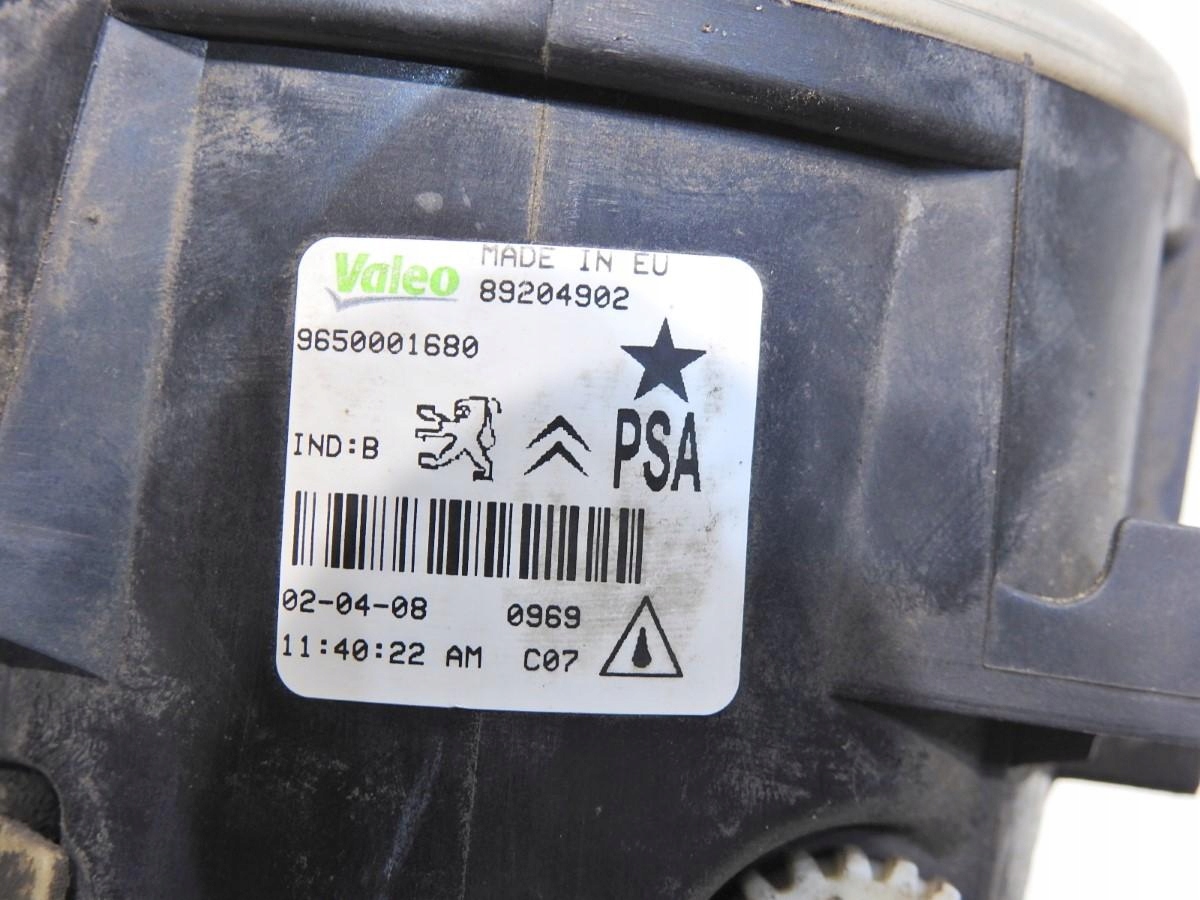 Valeo MADE IN EU
89204902
9650001680
IND:B PSA
02-04-08 0969
11:40:22 AM C07